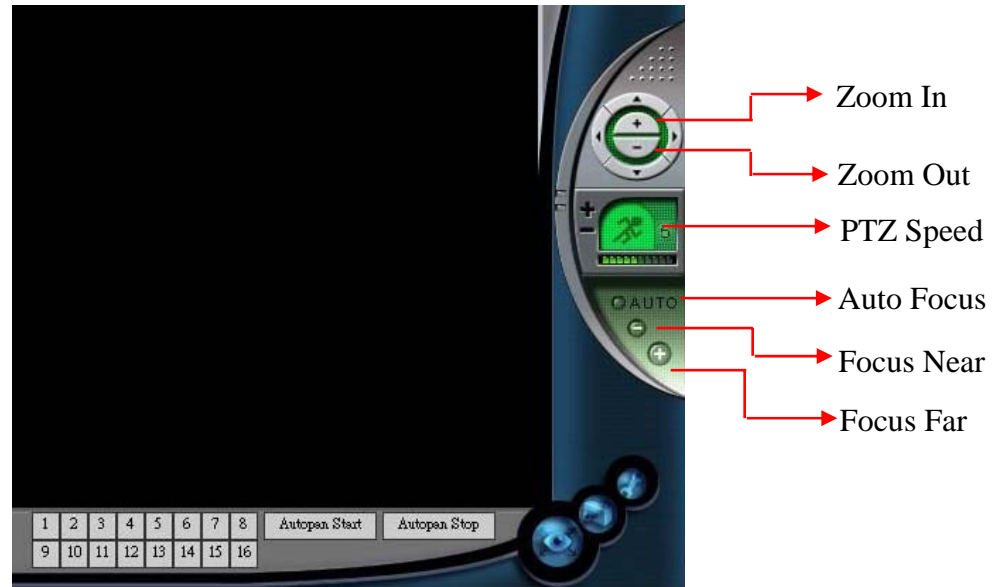 Zoom In
+
−
Zoom Out
+
−
5
PTZ Speed
AUTO
Auto Focus
−
Focus Near
+
Focus Far
1 2 3 4 5 6 7 8 Autopan Start Autopan Stop
9 10 11 12 13 14 15 16